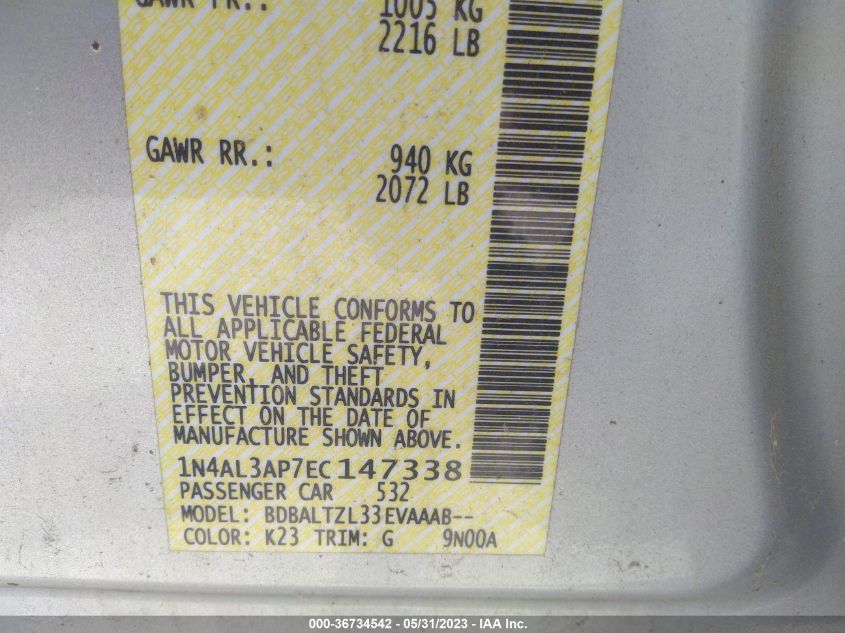 GAWR FR.: 1005 KG
2216 LB
GAWR RR.: 940 KG
2072 LB
THIS VEHICLE CONFORMS TO
ALL APPLICABLE FEDERAL
MOTOR VEHICLE SAFETY,
BUMPER, AND THEFT
PREVENTION STANDARDS IN
EFFECT ON THE DATE OF
MANUFACTURE SHOWN ABOVE.
1N4AL3AP7EC147338
PASSENGER CAR 532
MODEL: BDBALTZL33EVAAAB--
COLOR: K23 TRIM: G 9N00A
000-36734542 - 05/31/2023 - IAA Inc.